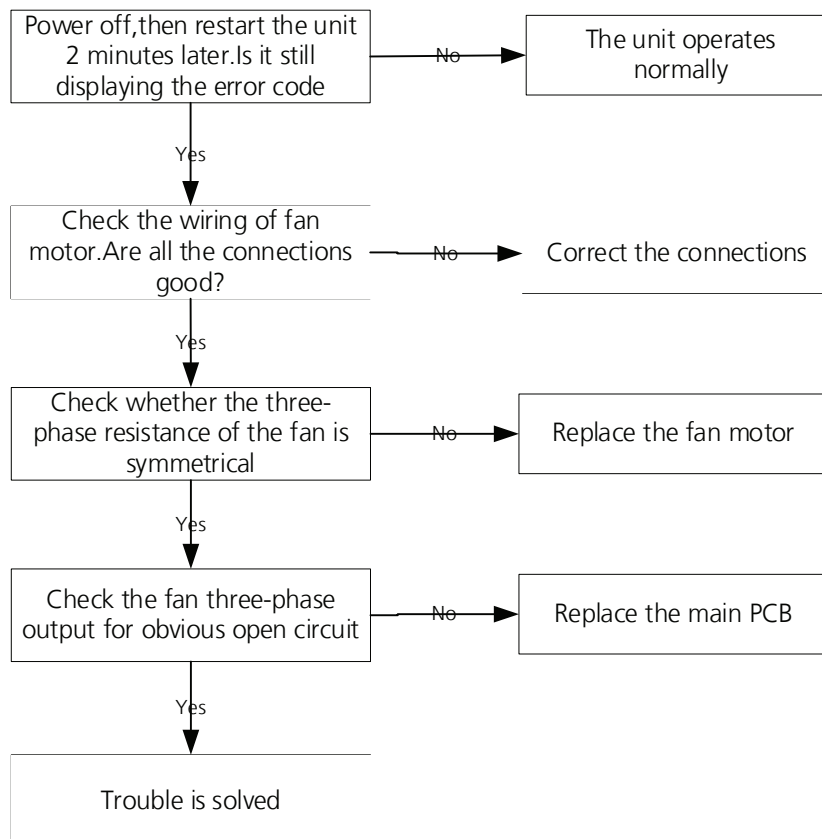 Power off,then restart the unit
2 minutes later.Is it still
displaying the error code
No
The unit operates
normally
Yes
Check the wiring of fan
motor.Are all the connections
good?
No
Correct the connections
Yes
Check whether the three-
phase resistance of the fan is
symmetrical
No
Replace the fan motor
Yes
Check the fan three-phase
output for obvious open circuit
No
Replace the main PCB
Yes
Trouble is solved